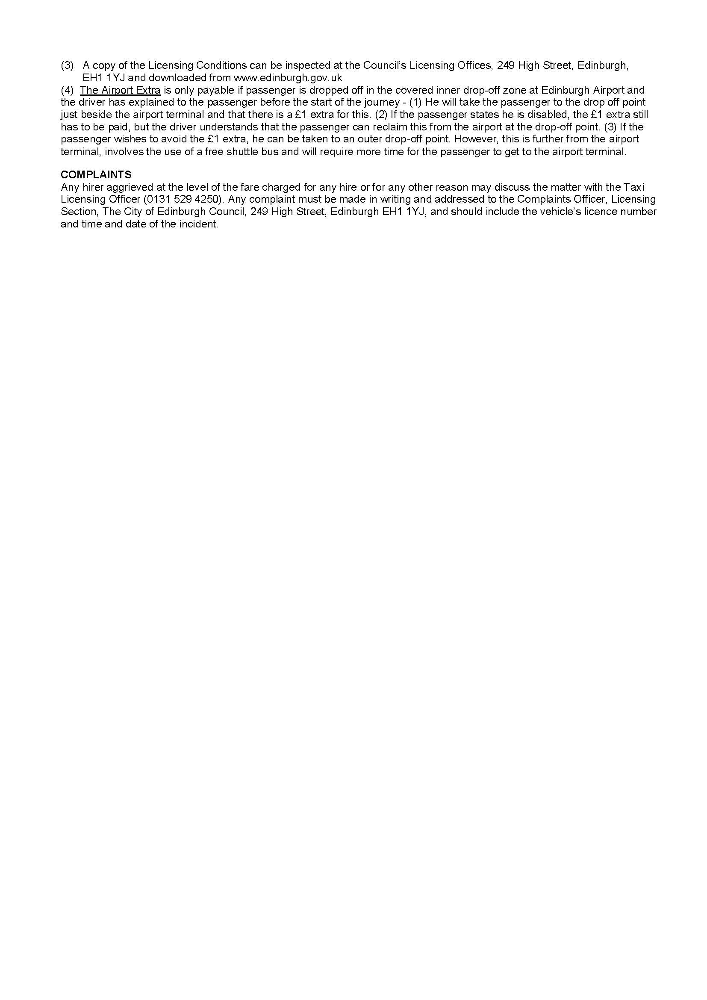 (3) A copy of the Licensing Conditions can be inspected at the Council's Licensing Offices, 249 High Street, Edinburgh,
EH1 1YJ and downloaded from www.edinburgh.gov.uk
(4) The Airport Extra is only payable if passenger is dropped off in the covered inner drop-off zone at Edinburgh Airport and
the driver has explained to the passenger before the start of the journey - (1) He will take the passenger to the drop off point
just beside the airport terminal and that there is a £1 extra for this. (2) If the passenger states he is disabled, the £1 extra still
has to be paid, but the driver understands that the passenger can reclaim this from the airport at the drop-off point. (3) If the
passenger wishes to avoid the £1 extra, he can be taken to an outer drop-off point. However, this is further from the airport
terminal, involves the use of a free shuttle bus and will require more time for the passenger to get to the airport terminal.
COMPLAINTS
Any hirer aggrieved at the level of the fare charged for any hire or for any other reason may discuss the matter with the Taxi
Licensing Officer (0131 529 4250). Any complaint must be made in writing and addressed to the Complaints Officer, Licensing
Section, The City of Edinburgh Council, 249 High Street, Edinburgh EH1 1YJ, and should include the vehicle's licence number
and time and date of the incident.